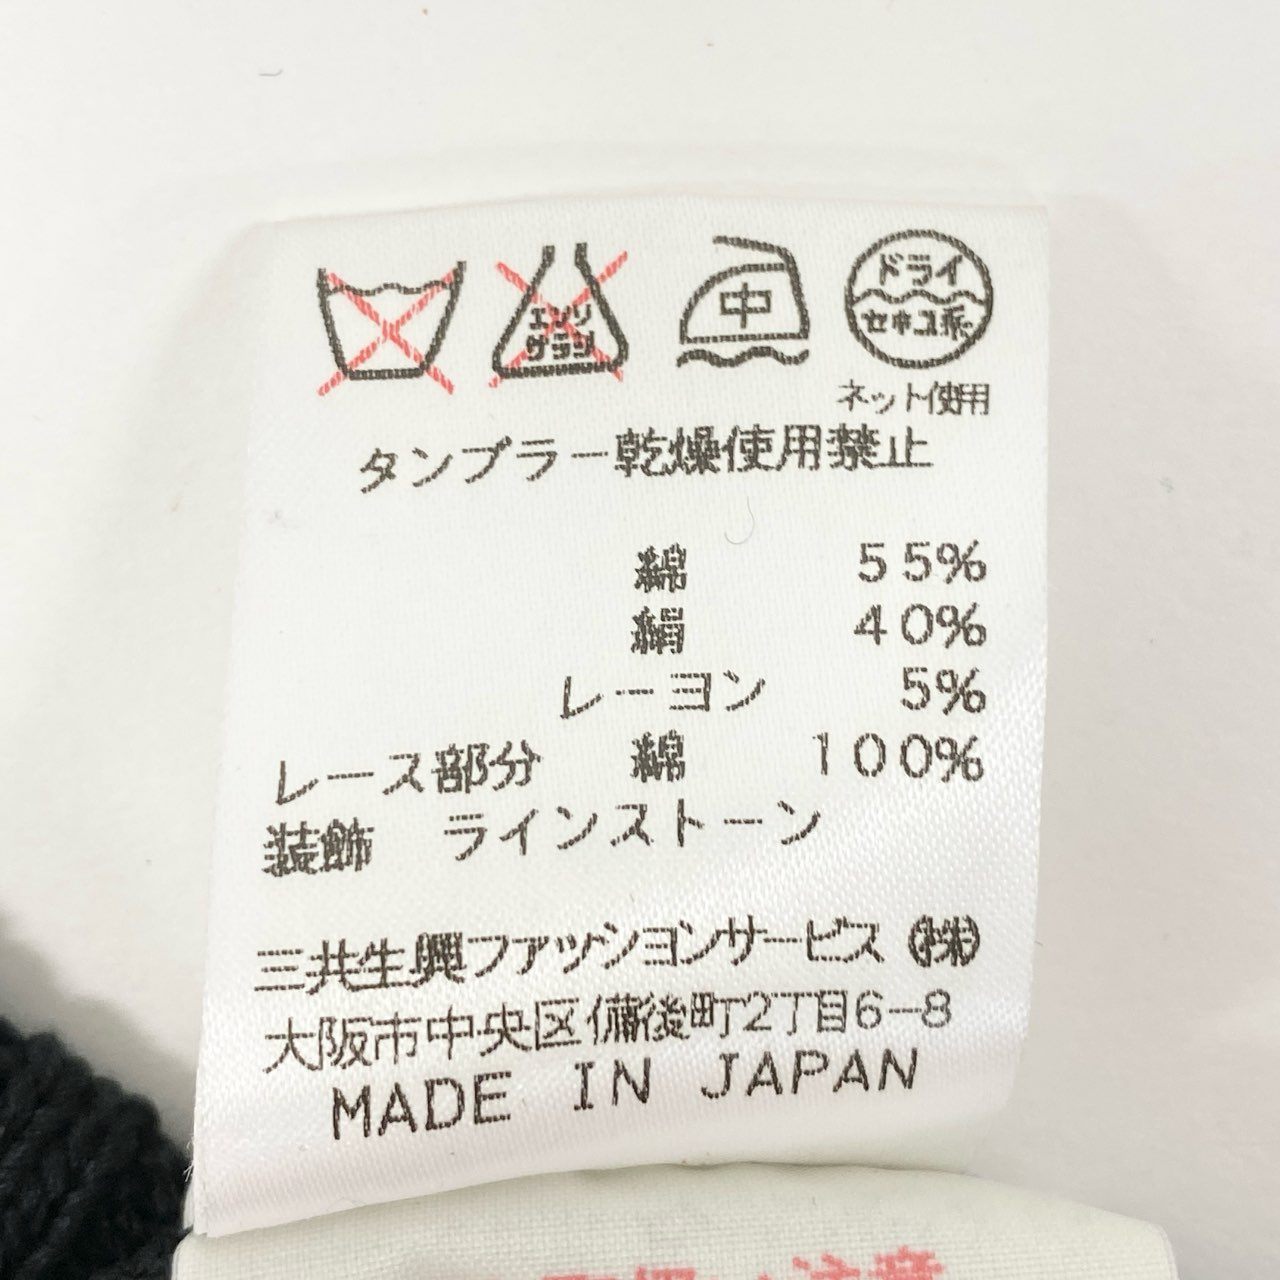 エンソ
サラシ
中
ドライ
セキユ系
ネット使用
タンブラー乾燥使用禁止
綿 55%
絹 40%
レーヨン 5%
レース部分 綿 100%
装飾 ラインストーン
三共生興ファッションサービス(株)
大阪市中央区備後町2丁目6-8
MADE IN JAPAN
注意